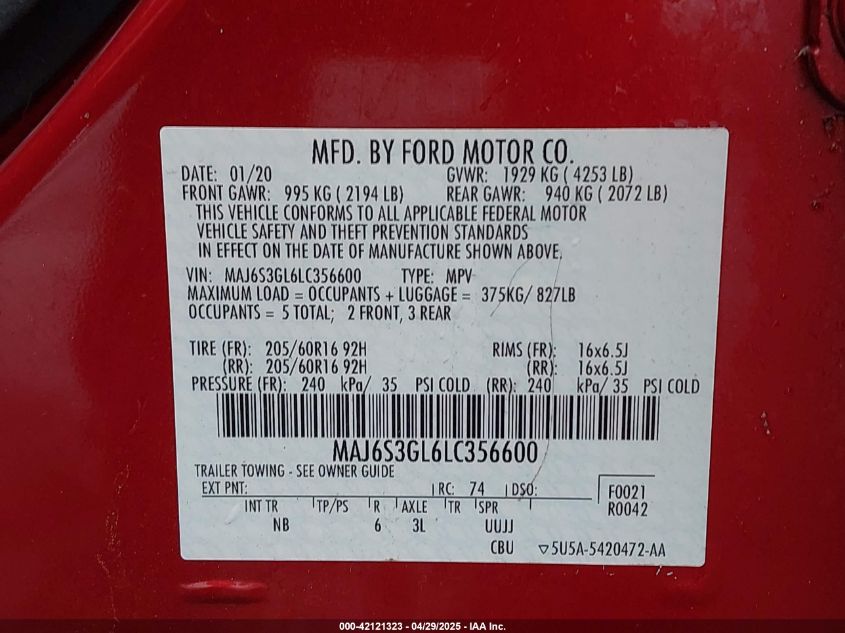 MFD. BY FORD MOTOR CO.
DATE: 01/20 GVWR: 1929 KG ( 4253 LB)
FRONT GAWR: 995 KG ( 2194 LB) REAR GAWR: 940 KG ( 2072 LB)
THIS VEHICLE CONFORMS TO ALL APPLICABLE FEDERAL MOTOR
VEHICLE SAFETY AND THEFT PREVENTION STANDARDS
IN EFFECT ON THE DATE OF MANUFACTURE SHOWN ABOVE.
VIN: MAJ6S3GL6LC356600 TYPE: MPV
MAXIMUM LOAD = OCCUPANTS + LUGGAGE = 375KG/ 827LB
OCCUPANTS = 5 TOTAL; 2 FRONT, 3 REAR
TIRE (FR): 205/60R16 92H RIMS (FR): 16x6.5J
(RR): 205/60R16 92H (RR): 16x6.5J
PRESSURE (FR): 240 kPa/ 35 PSI COLD (RR): 240 kPa/ 35 PSI COLD
MAJ6S3GL6LC356600
TRAILER TOWING - SEE OWNER GUIDE
EXT PNT: RC: 74 DSO: F0021
R0042
INT TR TP/PS R AXLE TR SPR
NB 6 3L UUJJ
CBU ▽5U5A-5420472-AA
000-42121323 - 04/29/2025 - IAA Inc.